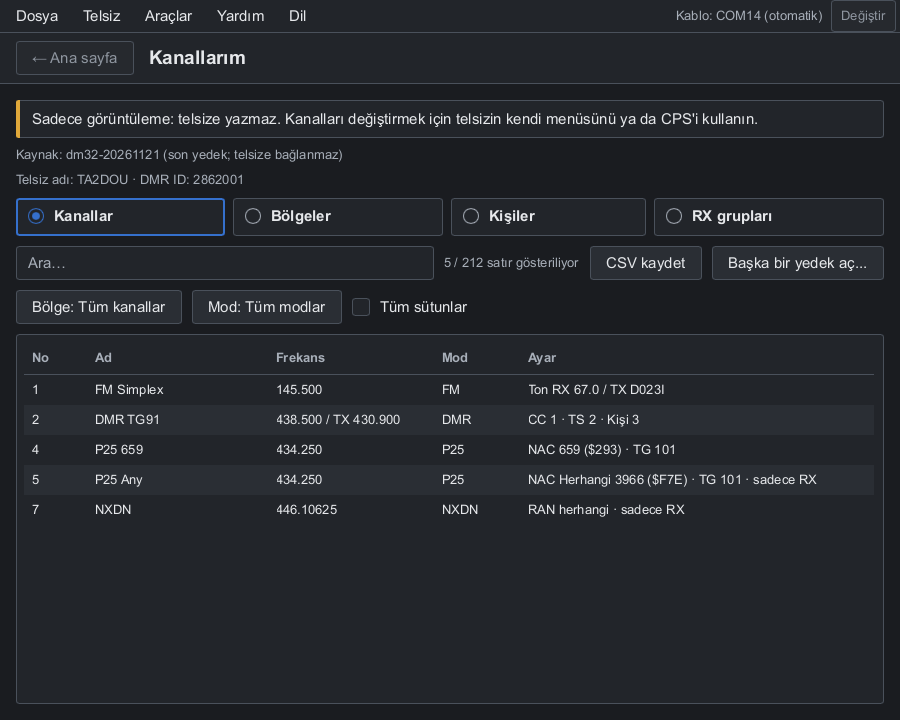 Dosya Telsiz Araçlar Yardım Dil Kablo: COM14 (otomatik) Değiştir
← Ana sayfa Kanallarım
Sadece görüntüleme: telsize yazmaz. Kanalları değiştirmek için telsizin kendi menüsünü ya da CPS'i kullanın.
Kaynak: dm32-20261121 (son yedek; telsize bağlanmaz)
Telsiz adı: TA2DOU · DMR ID: 2862001
Kanallar Bölgeler Kişiler RX grupları
Ara... 5 / 212 satır gösteriliyor CSV kaydet Başka bir yedek aç...
Bölge: Tüm kanallar Mod: Tüm modlar Tüm sütunlar
No Ad Frekans Mod Ayar
1 FM Simplex 145.500 FM Ton RX 67.0 / TX D023I
2 DMR TG91 438.500 / TX 430.900 DMR CC 1 · TS 2 · Kişi 3
4 P25 659 434.250 P25 NAC 659 ($293) · TG 101
5 P25 Any 434.250 P25 NAC Herhangi 3966 ($F7E) · TG 101 · sadece RX
7 NXDN 446.10625 NXDN RAN herhangi · sadece RX